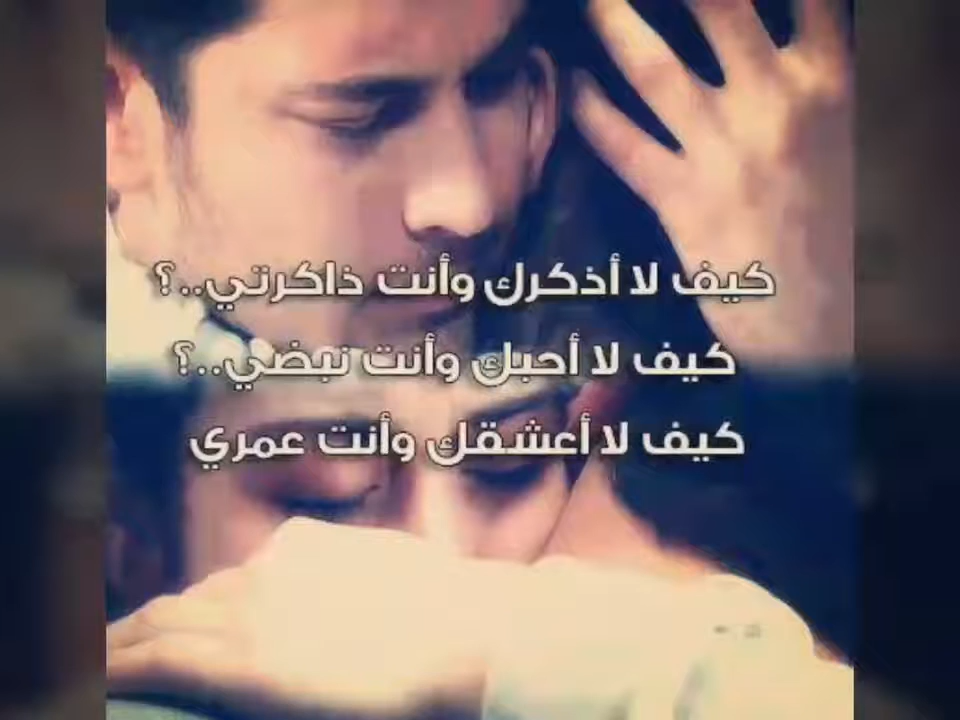 كيف لا أذكرك وأنت ذاكرتي..؟
كيف لا أحبك وأنت نبضي..؟
كيف لا أعشقك وأنت عمري